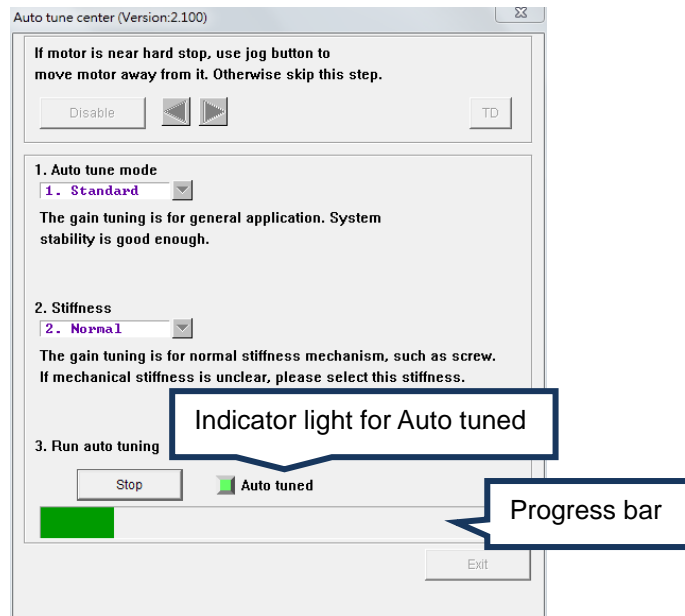 Auto tune center (Version:2.100)
If motor is near hard stop, use jog button to
move motor away from it. Otherwise skip this step.
Disable
TD
1. Auto tune mode
1. Standard
The gain tuning is for general application. System
stability is good enough.
2. Stiffness
2. Normal
The gain tuning is for normal stiffness mechanism, such as screw.
If mechanical stiffness is unclear, please select this stiffness.
Indicator light for Auto tuned
3. Run auto tuning
Stop
Auto tuned
Progress bar
Exit